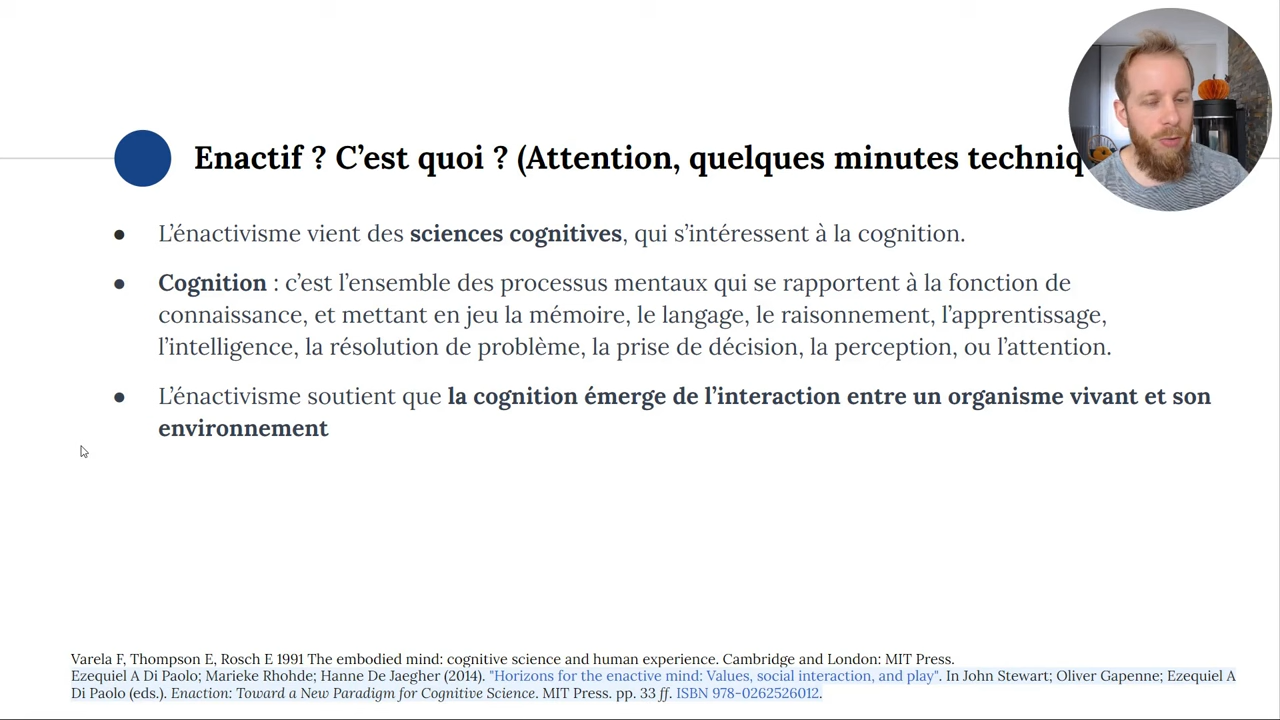 Enactif ? C’est quoi ? (Attention, quelques minutes techniq
● L’énactivisme vient des sciences cognitives, qui s’intéressent à la cognition.
● Cognition : c’est l’ensemble des processus mentaux qui se rapportent à la fonction de
connaissance, et mettant en jeu la mémoire, le langage, le raisonnement, l’apprentissage,
l’intelligence, la résolution de problème, la prise de décision, la perception, ou l’attention.
● L’énactivisme soutient que la cognition émerge de l’interaction entre un organisme vivant et son
environnement
Varela F, Thompson E, Rosch E 1991 The embodied mind: cognitive science and human experience. Cambridge and London: MIT Press.
Ezequiel A Di Paolo; Marieke Rhohde; Hanne De Jaegher (2014). "Horizons for the enactive mind: Values, social interaction, and play". In John Stewart; Oliver Gapenne; Ezequiel A
Di Paolo (eds.). Enaction: Toward a New Paradigm for Cognitive Science. MIT Press. pp. 33 ff. ISBN 978-0262526012.